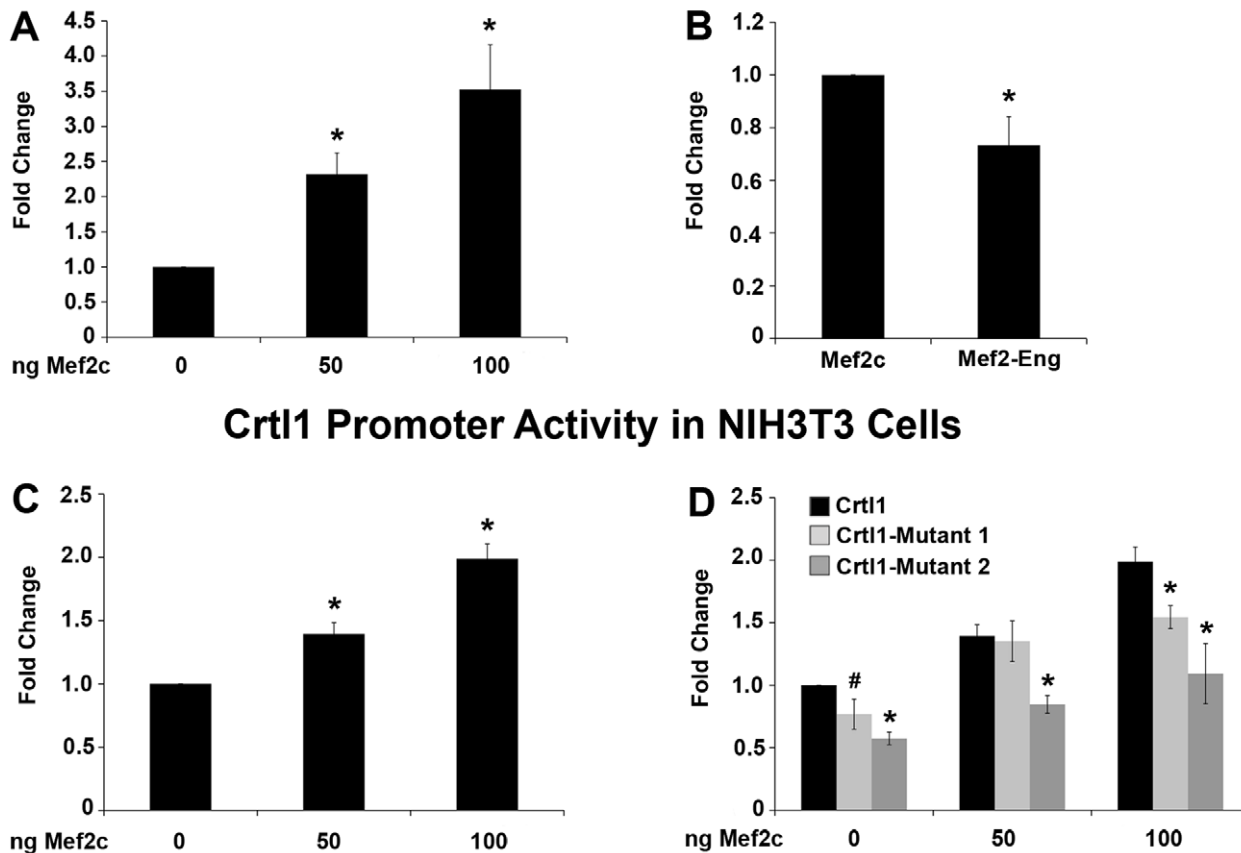 A
Fold Change
4.5
4.0
3.5
3.0
2.5
2.0
1.5
1.0
0.5
0
*
*
ng Mef2c 0 50 100
B
Fold Change
1.0
0.8
0.6
0.4
0.2
0
*
Mef2c Mef2-Eng
Crtl1 Promoter Activity in NIH3T3 Cells
C
Fold Change
2.5
2.0
1.5
1.0
0.5
0
*
*
ng Mef2c 0 50 100
D
Fold Change
2.5
2.0
1.5
1.0
0.5
0
Crtl1
Crtl1-Mutant 1
Crtl1-Mutant 2
#
*
*
*
*
ng Mef2c 0 50 100